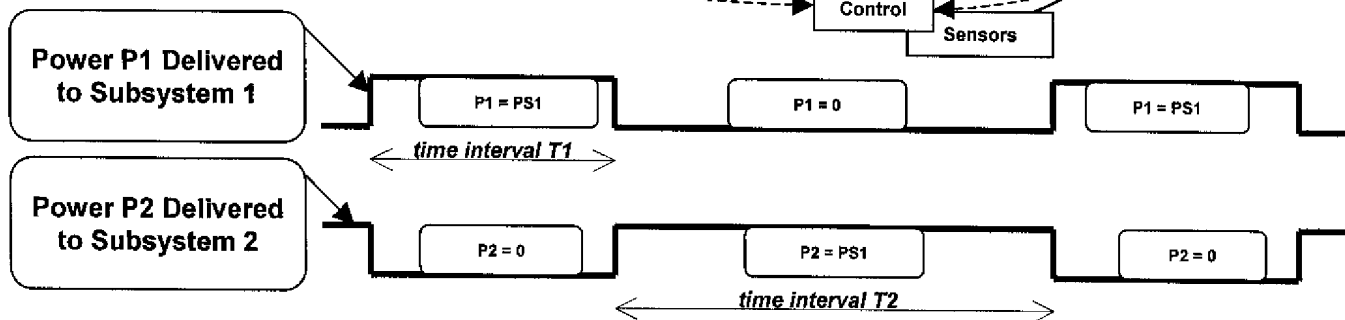 Control
Sensors
Power P1 Delivered
to Subsystem 1
P1 = PS1
P1 = 0
P1 = PS1
time interval T1
Power P2 Delivered
to Subsystem 2
P2 = 0
P2 = PS1
P2 = 0
time interval T2